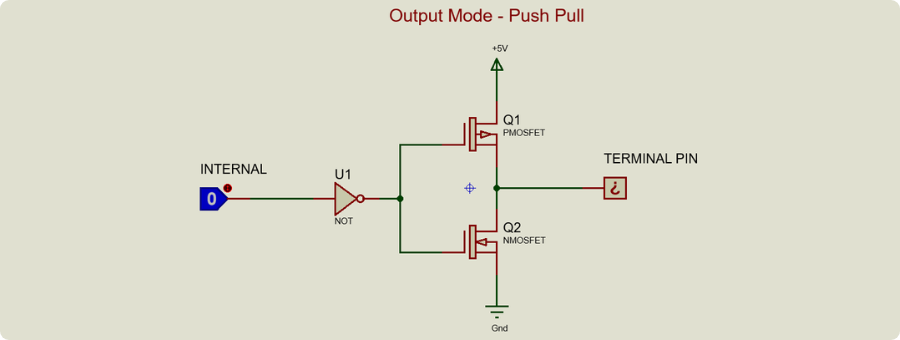 Output Mode - Push Pull
+5V
Q1
PMOSFET
INTERNAL
0
U1
NOT
TERMINAL PIN
¿
Q2
NMOSFET
Gnd